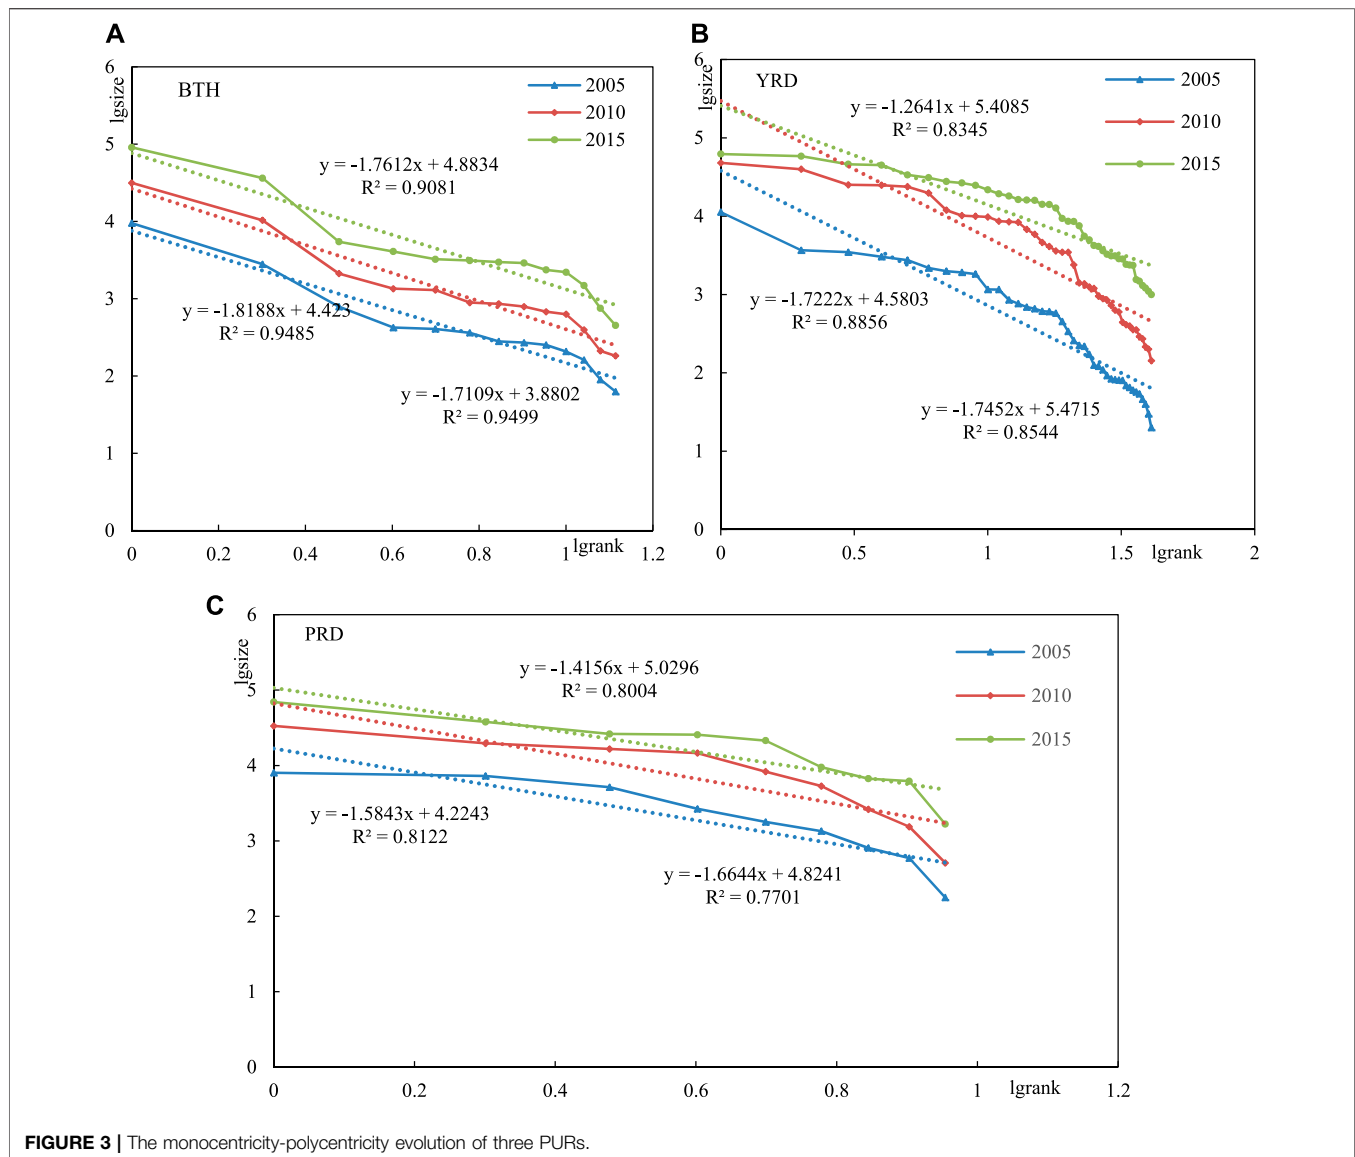 A
lgsize
BTH
2005
2010
2015
6
5
4
3
2
1
0
y = -1.7612x + 4.8834
R² = 0.9081
y = -1.8188x + 4.423
R² = 0.9485
y = -1.7109x + 3.8802
R² = 0.9499
0 0.2 0.4 0.6 0.8 1 1.2
lgrank
B
lgsize
YRD
2005
2010
2015
6
5
4
3
2
1
0
y = -1.2641x + 5.4085
R² = 0.8345
y = -1.7222x + 4.5803
R² = 0.8856
y = -1.7452x + 5.4715
R² = 0.8544
0 0.5 1 1.5 2
lgrank
C
lgsize
PRD
2005
2010
2015
6
5
4
3
2
1
0
y = -1.4156x + 5.0296
R² = 0.8004
y = -1.5843x + 4.2243
R² = 0.8122
y = -1.6644x + 4.8241
R² = 0.7701
0 0.2 0.4 0.6 0.8 1 1.2
lgrank
FIGURE 3 | The monocentricity-polycentricity evolution of three PURs.